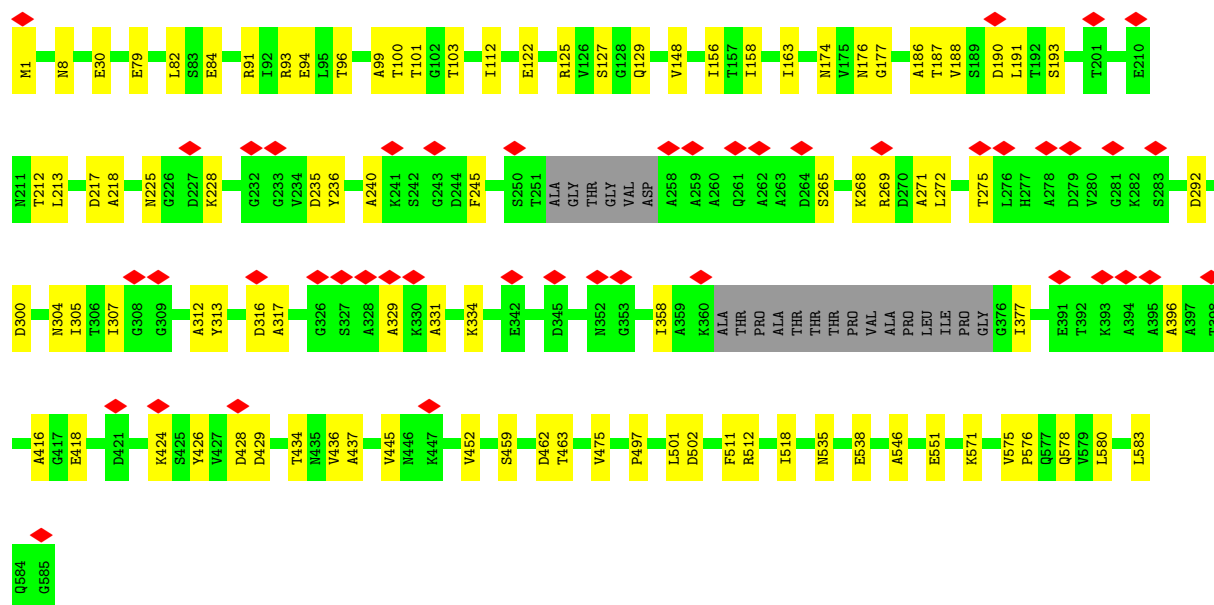 M1 N8 E30 E79 L82 S83 E84 R91 I92 R93 E94 L95 T96 A99 T100 T101 G102 T103 I112 E122 R125 V126 S127 G128 Q129 V148 I156 T157 I158 I163 N174 V175 N176 G177 A186 T187 V188 S189 D190 L191 T192 S193 T201 E210
N211 T212 L213 D217 A218 N225 G226 D227 K228 G232 G233 V234 D235 Y236 A240 K241 S242 G243 D244 F245 S250 T251 ALA GLY THR GLY VAL ASP A258 A259 A260 Q261 A262 A263 D264 S265 K268 R269 D270 A271 L272 T275 L276 H277 A278 D279 V280 G281 K282 S283 D292
D300 N304 I305 T306 I307 G308 G309 A312 Y313 D316 A317 G326 S327 A328 A329 K330 A331 K334 E342 D345 N352 G353 I358 A359 K360 ALA THR PRO ALA THR THR THR PRO VAL ALA PRO LEU ILE PRO GLY G376 I377 E391 T392 K393 A394 A395 A396 A397 T398
A416 G417 E418 D421 K424 S425 Y426 V427 D428 D429 T434 N435 V436 A437 V445 N446 K447 V452 S459 D462 T463 V475 P497 L501 D502 F511 R512 I518 N535 E538 A546 E551 K571 V575 P576 Q577 Q578 V579 L580 L583
Q584 G585